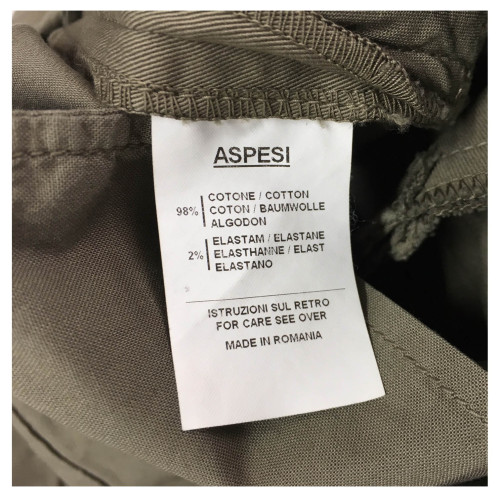 ASPESI
98% COTONE / COTTON
COTON / BAUMWOLLE
ALGODON
2% ELASTAM / ELASTANE
ELASTHANNE / ELAST
ELASTANO
ISTRUZIONI SUL RETRO
FOR CARE SEE OVER
MADE IN ROMANIA